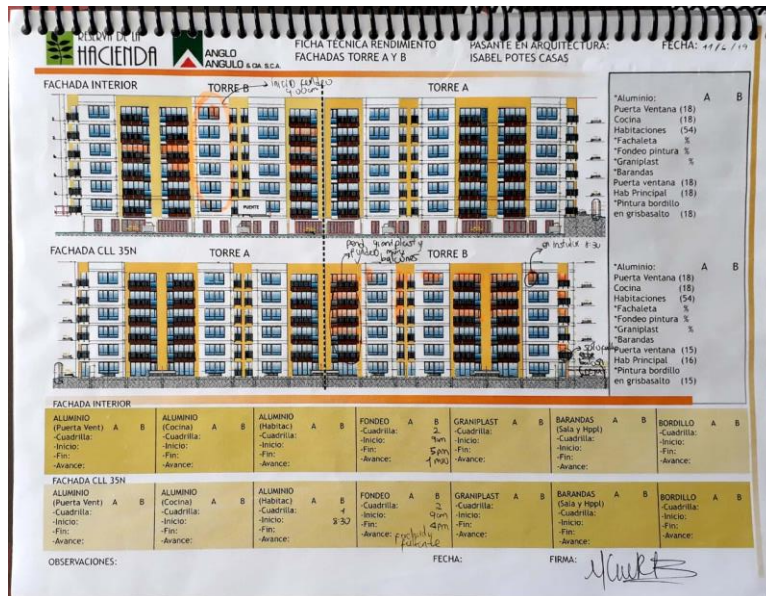 RESERVA DE LA
HACIENDA
ANGLO
ANGULO & CIA. S.C.A.
FICHA TÉCNICA RENDIMIENTO
FACHADAS TORRE A Y B
PASANTE EN ARQUITECTURA:
ISABEL POTES CASAS
FECHA: 11/6/19
FACHADA INTERIOR
TORRE B
TORRE A
PUENTE
*Aluminio: A B
Puerta Ventana (18)
Cocina (18)
Habitaciones (54)
*Fachaleta %
*Fondeo pintura %
*Graniplast %
*Barandas
Puerta ventana (18)
Hab Principal (18)
*Pintura bordillo
en grisbasalto (18)
FACHADA CLL 35N
TORRE A
TORRE B
pend graniplast y
balcones
*Aluminio: A B
Puerta Ventana (18)
Cocina (18)
Habitaciones (54)
*Fachaleta %
*Fondeo pintura %
*Graniplast %
*Barandas
Puerta ventana (15)
Hab Principal (16)
*Pintura bordillo
en grisbasalto (15)
FACHADA INTERIOR
ALUMINIO
(Puerta Vent) A B
-Cuadrilla:
-Inicio:
-Fin:
-Avance:
ALUMINIO
(Cocina) A B
-Cuadrilla:
-Inicio:
-Fin:
-Avance:
ALUMINIO
(Habitac) A B
-Cuadrilla:
-Inicio:
-Fin:
-Avance:
FONDEO A B
-Cuadrilla: 2
-Inicio: 9am
-Fin: 5pm
-Avance:
GRANIPLAST A B
-Cuadrilla:
-Inicio:
-Fin:
-Avance:
BARANDAS A B
(Sala y Hppl)
-Cuadrilla:
-Inicio:
-Fin:
-Avance:
BORDILLO A B
-Cuadrilla:
-Inicio:
-Fin:
-Avance:
FACHADA CLL 35N
ALUMINIO
(Puerta Vent) A B
-Cuadrilla:
-Inicio:
-Fin:
-Avance:
ALUMINIO
(Cocina) A B
-Cuadrilla:
-Inicio:
-Fin:
-Avance:
ALUMINIO
(Habitac) A B
-Cuadrilla: 1
-Inicio: 8:30
-Fin:
-Avance:
FONDEO A B
-Cuadrilla: 2
-Inicio: 9am
-Fin: 4pm
-Avance:
GRANIPLAST A B
-Cuadrilla:
-Inicio:
-Fin:
-Avance:
BARANDAS A B
(Sala y Hppl)
-Cuadrilla:
-Inicio:
-Fin:
-Avance:
BORDILLO A B
-Cuadrilla:
-Inicio:
-Fin:
-Avance:
OBSERVACIONES:
FECHA:
FIRMA: